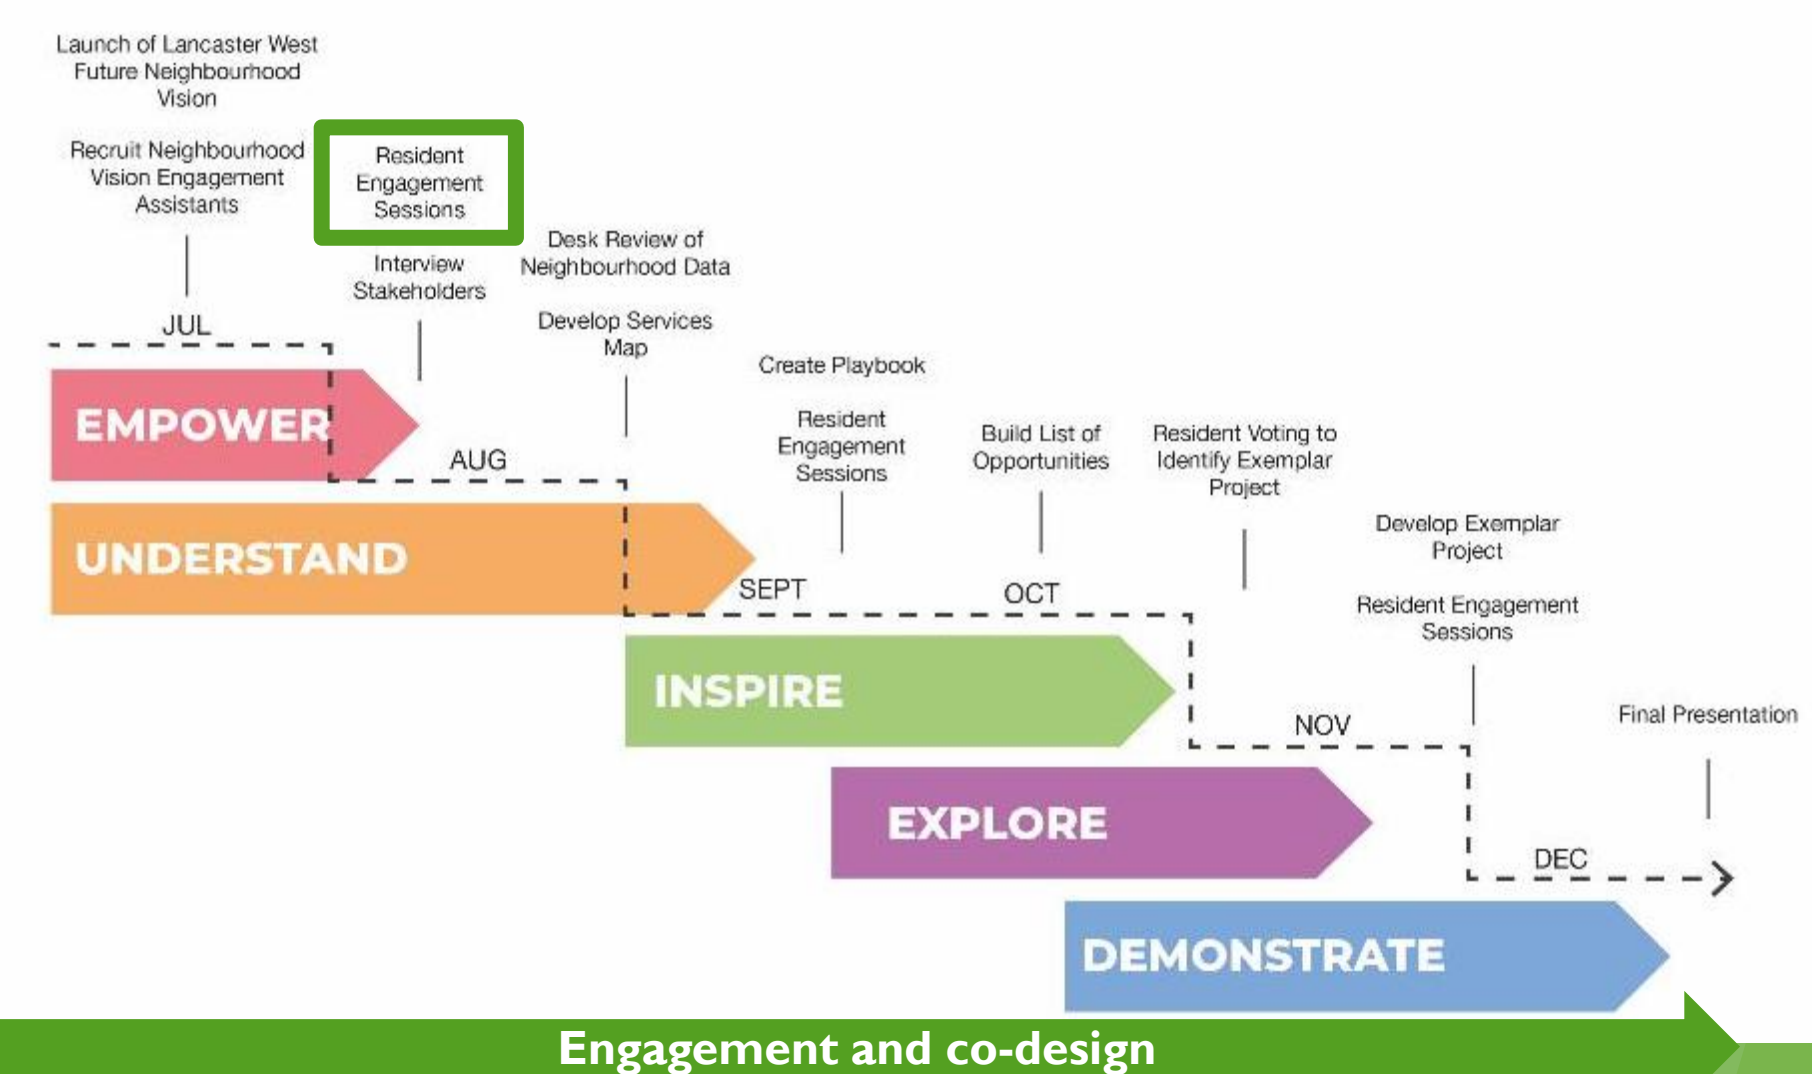 Launch of Lancaster West
Future Neighbourhood
Vision
Recruit Neighbourhood
Vision Engagement
Assistants
JUL
Resident
Engagement
Sessions
Interview
Stakeholders
Desk Review of
Neighbourhood Data
Develop Services
Map
EMPOWER
AUG
Create Playbook
Resident
Engagement
Sessions
Build List of
Opportunities
Resident Voting to
Identify Exemplar
Project
UNDERSTAND
SEPT
OCT
Develop Exemplar
Project
Resident Engagement
Sessions
INSPIRE
NOV
Final Presentation
EXPLORE
DEC
DEMONSTRATE
Engagement and co-design